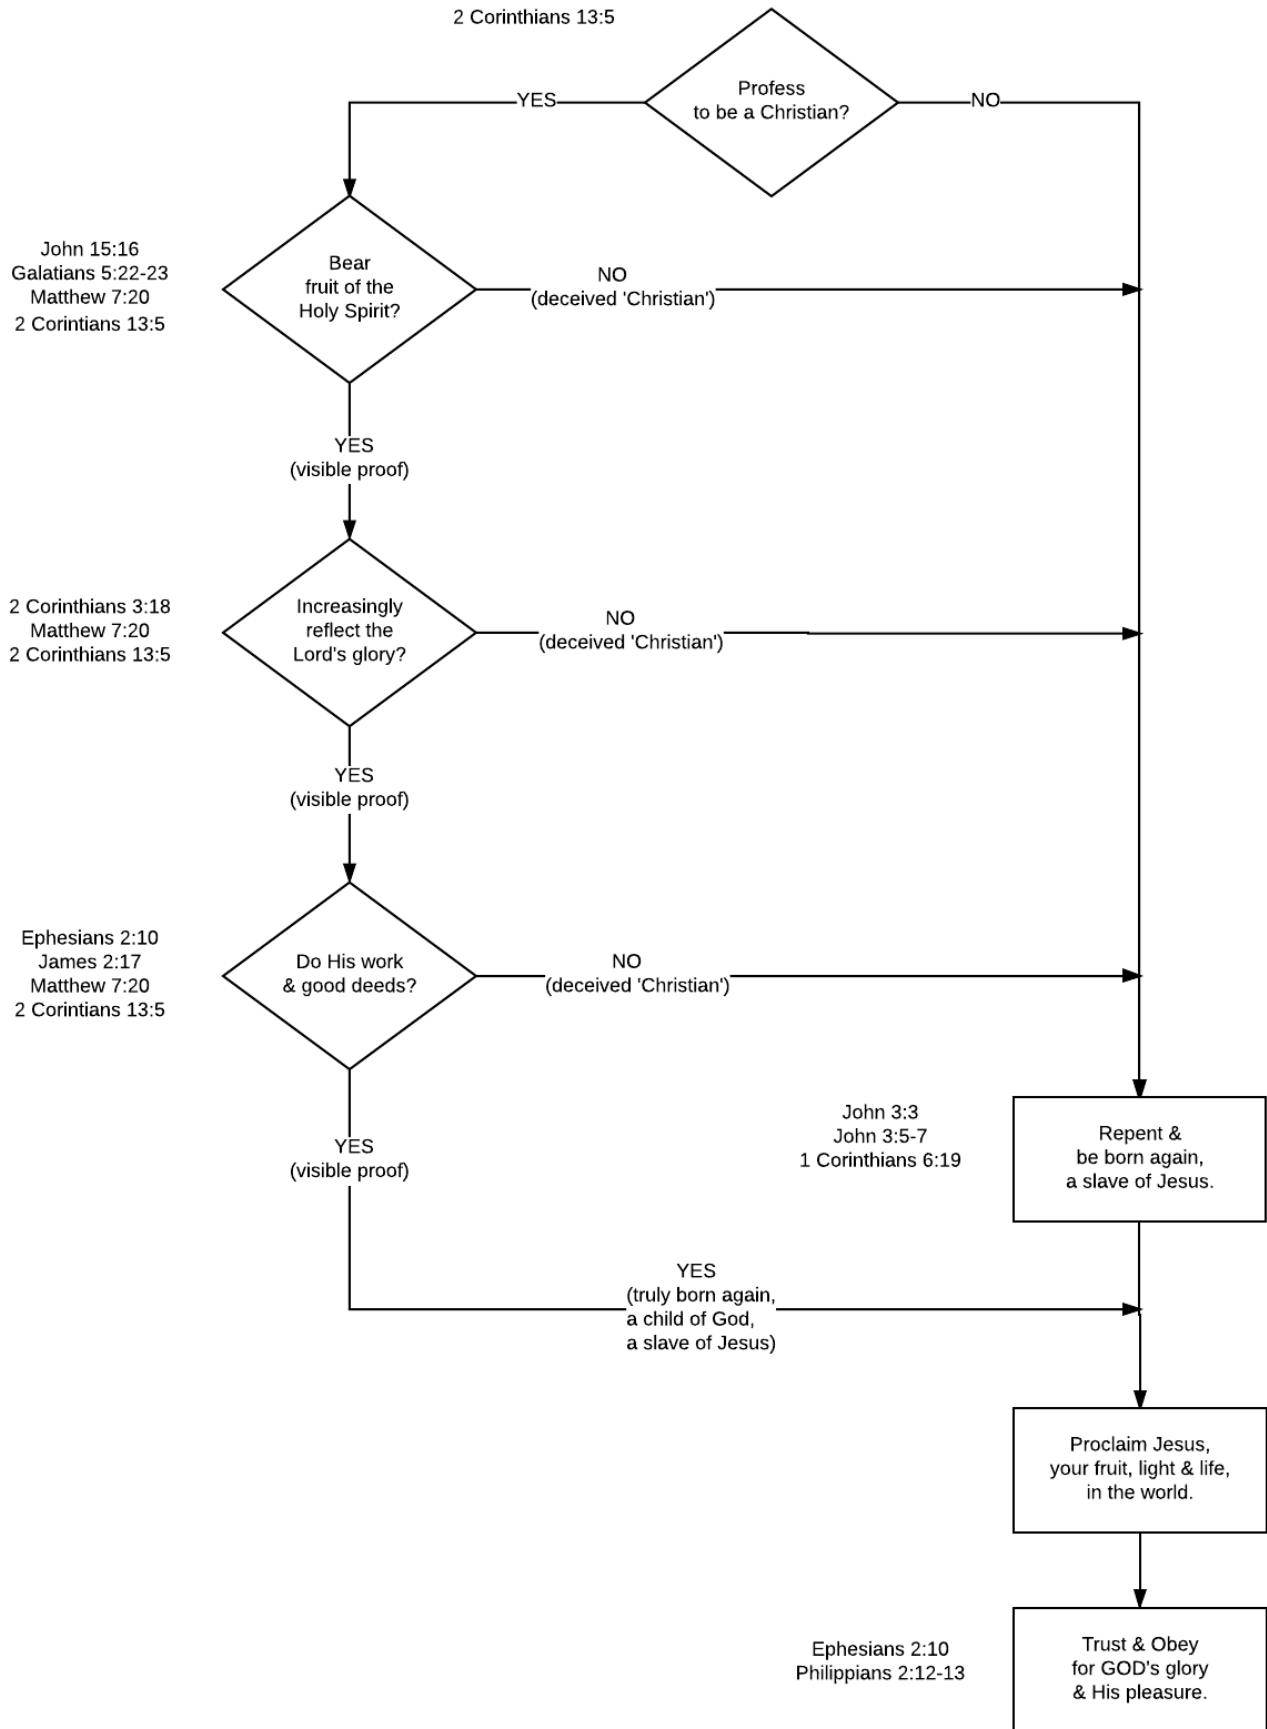 2 Corinthians 13:5
Profess
to be a Christian?
YES
NO
John 15:16
Galatians 5:22-23
Matthew 7:20
2 Corintians 13:5
Bear
fruit of the
Holy Spirit?
NO
(deceived 'Christian')
YES
(visible proof)
2 Corinthians 3:18
Matthew 7:20
2 Corinthians 13:5
Increasingly
reflect the
Lord's glory?
NO
(deceived 'Christian')
YES
(visible proof)
Ephesians 2:10
James 2:17
Matthew 7:20
2 Corintians 13:5
Do His work
& good deeds?
NO
(deceived 'Christian')
YES
(visible proof)
John 3:3
John 3:5-7
1 Corinthians 6:19
Repent &
be born again,
a slave of Jesus.
YES
(truly born again,
a child of God,
a slave of Jesus)
Proclaim Jesus,
your fruit, light & life,
in the world.
Ephesians 2:10
Philippians 2:12-13
Trust & Obey
for GOD's glory
& His pleasure.